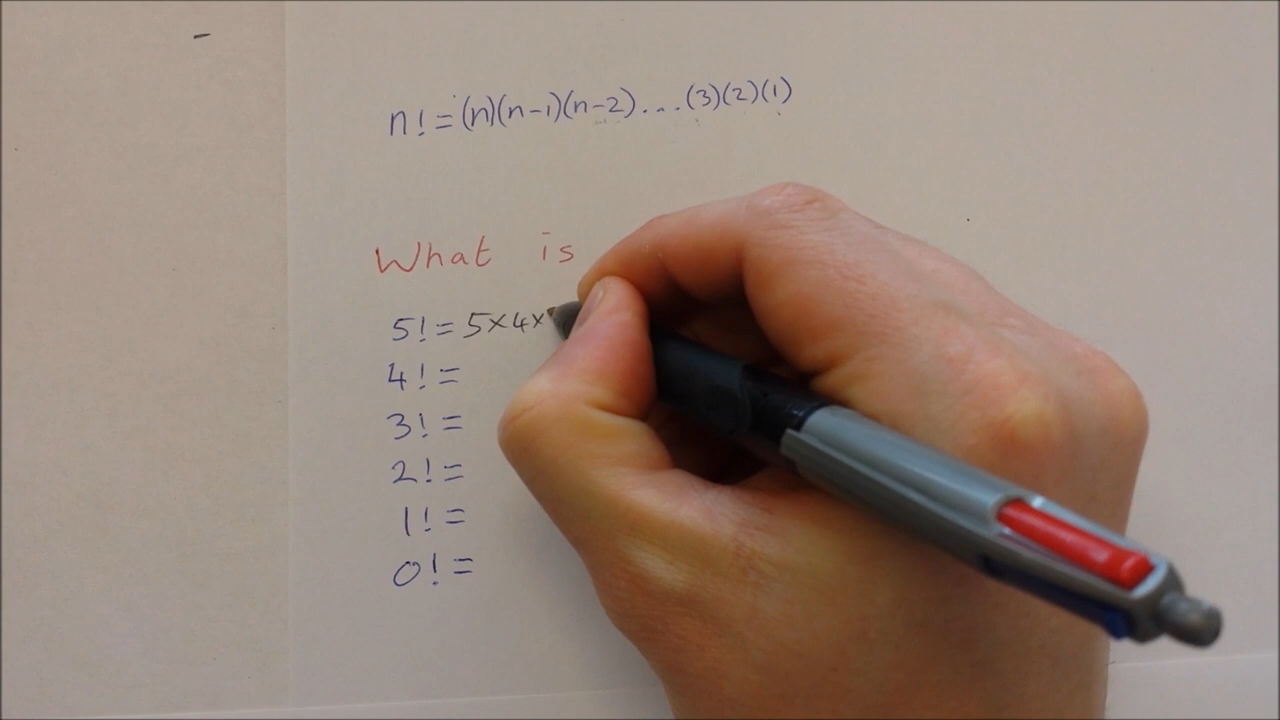 n! = (n)(n-1)(n-2)....(3)(2)(1)
What is
5! = 5×4×
4! =
3! =
2! =
1! =
0! =